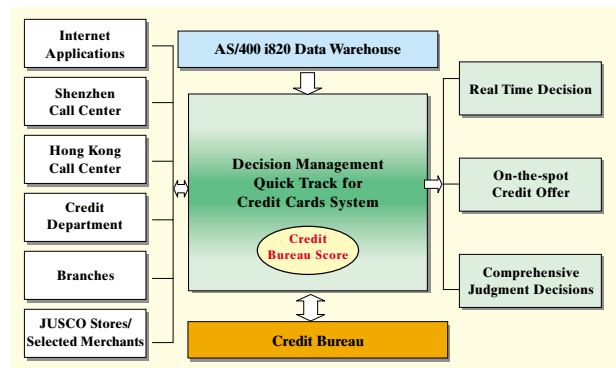 Internet
Applications
Shenzhen
Call Center
Hong Kong
Call Center
Credit
Department
Branches
JUSCO Stores/
Selected Merchants
AS/400 i820 Data Warehouse
Decision Management
Quick Track for
Credit Cards System
Credit
Bureau Score
Credit Bureau
Real Time Decision
On-the-spot
Credit Offer
Comprehensive
Judgment Decisions